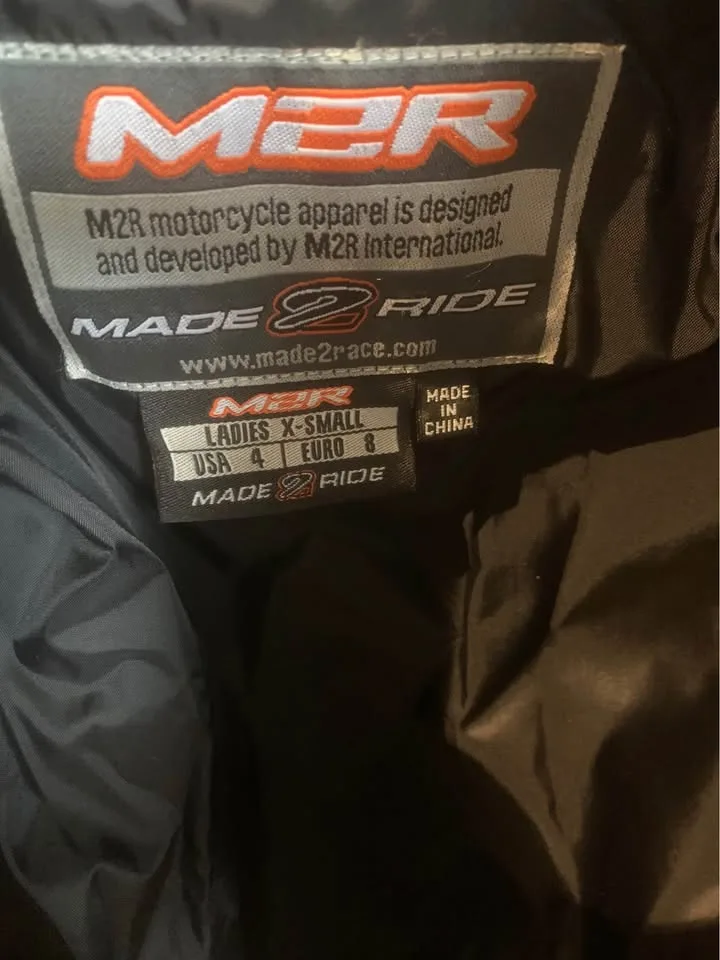 M2R
M2R motorcycle apparel is designed
and developed by M2R International.
MADE 2 RIDE
www.made2race.com
M2R
LADIES X-SMALL
USA 4 EURO 8
MADE 2 RIDE
MADE
IN
CHINA